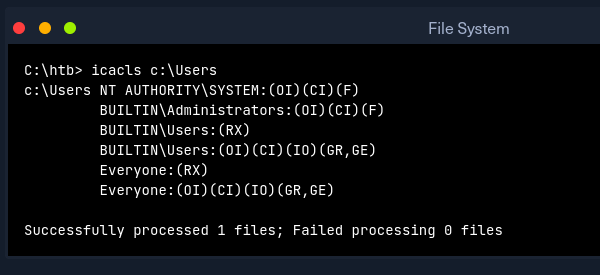 File System
C:\htb> icacls c:\Users
c:\Users NT AUTHORITY\SYSTEM:(OI)(CI)(F)
         BUILTIN\Administrators:(OI)(CI)(F)
         BUILTIN\Users:(RX)
         BUILTIN\Users:(OI)(CI)(IO)(GR,GE)
         Everyone:(RX)
         Everyone:(OI)(CI)(IO)(GR,GE)
Successfully processed 1 files; Failed processing 0 files